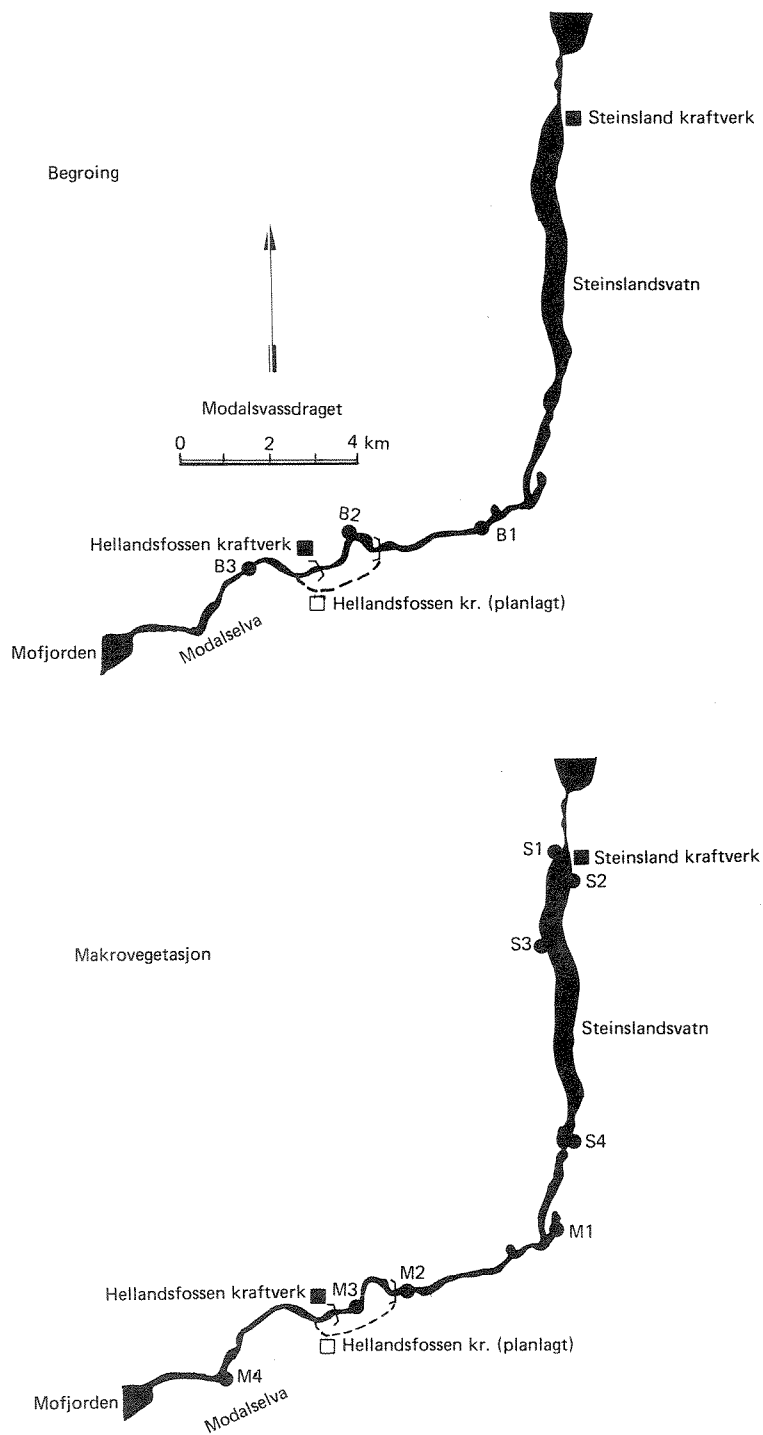 Steinsland kraftverk
Begroing
Steinslandsvatn
Modalsvassdraget
0 2 4 km
B2
B1
Hellandsfossen kraftverk
B3
Hellandsfossen kr. (planlagt)
Modalselva
Mofjorden
S1
Steinsland kraftverk
S2
S3
Makrovegetasjon
Steinslandsvatn
S4
M1
M2
Hellandsfossen kraftverk
M3
Hellandsfossen kr. (planlagt)
M4
Mofjorden
Modalselva